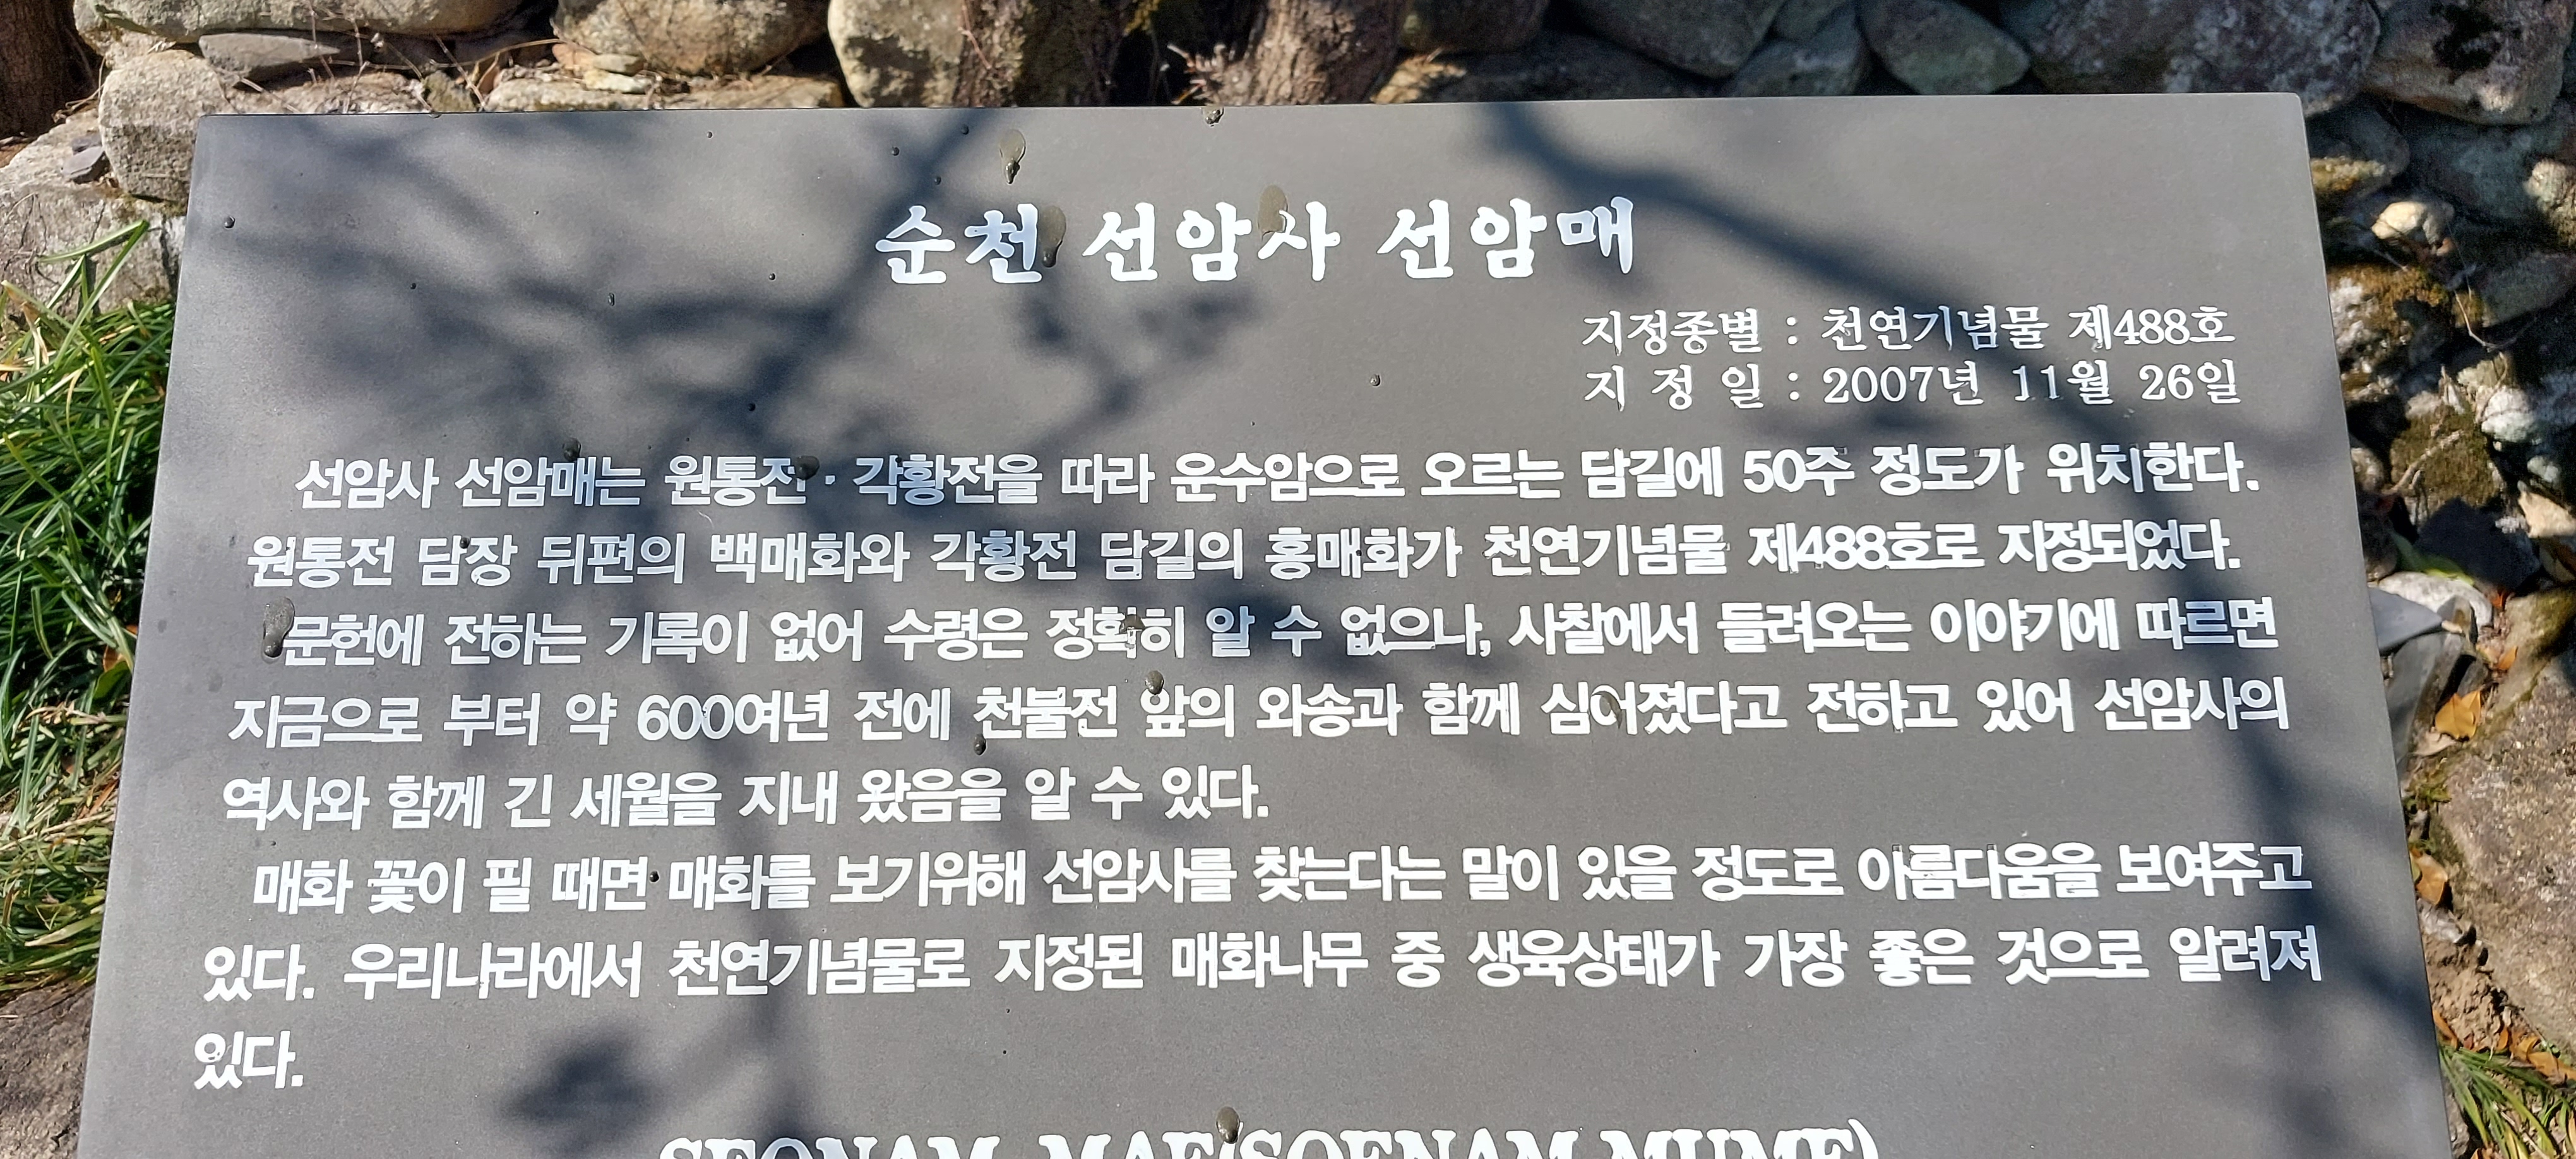 순천 선암사 선암매
지정종별 : 천연기념물 제488호
지 정 일 : 2007년 11월 26일
선암사 선암매는 원통전 · 각황전을 따라 운수암으로 오르는 담길에 50주 정도가 위치한다.
원통전 담장 뒤편의 백매화와 각황전 담길의 홍매화가 천연기념물 제488호로 지정되었다.
문헌에 전하는 기록이 없어 수령은 정확히 알 수 없으나, 사찰에서 들려오는 이야기에 따르면
지금으로 부터 약 600여년 전에 천불전 앞의 와송과 함께 심어졌다고 전하고 있어 선암사의
역사와 함께 긴 세월을 지내 왔음을 알 수 있다.
매화 꽃이 필 때면 매화를 보기위해 선암사를 찾는다는 말이 있을 정도로 아름다움을 보여주고
있다. 우리나라에서 천연기념물로 지정된 매화나무 중 생육상태가 가장 좋은 것으로 알려져
있다.
SEONAM MAE(SOENAM MUME)